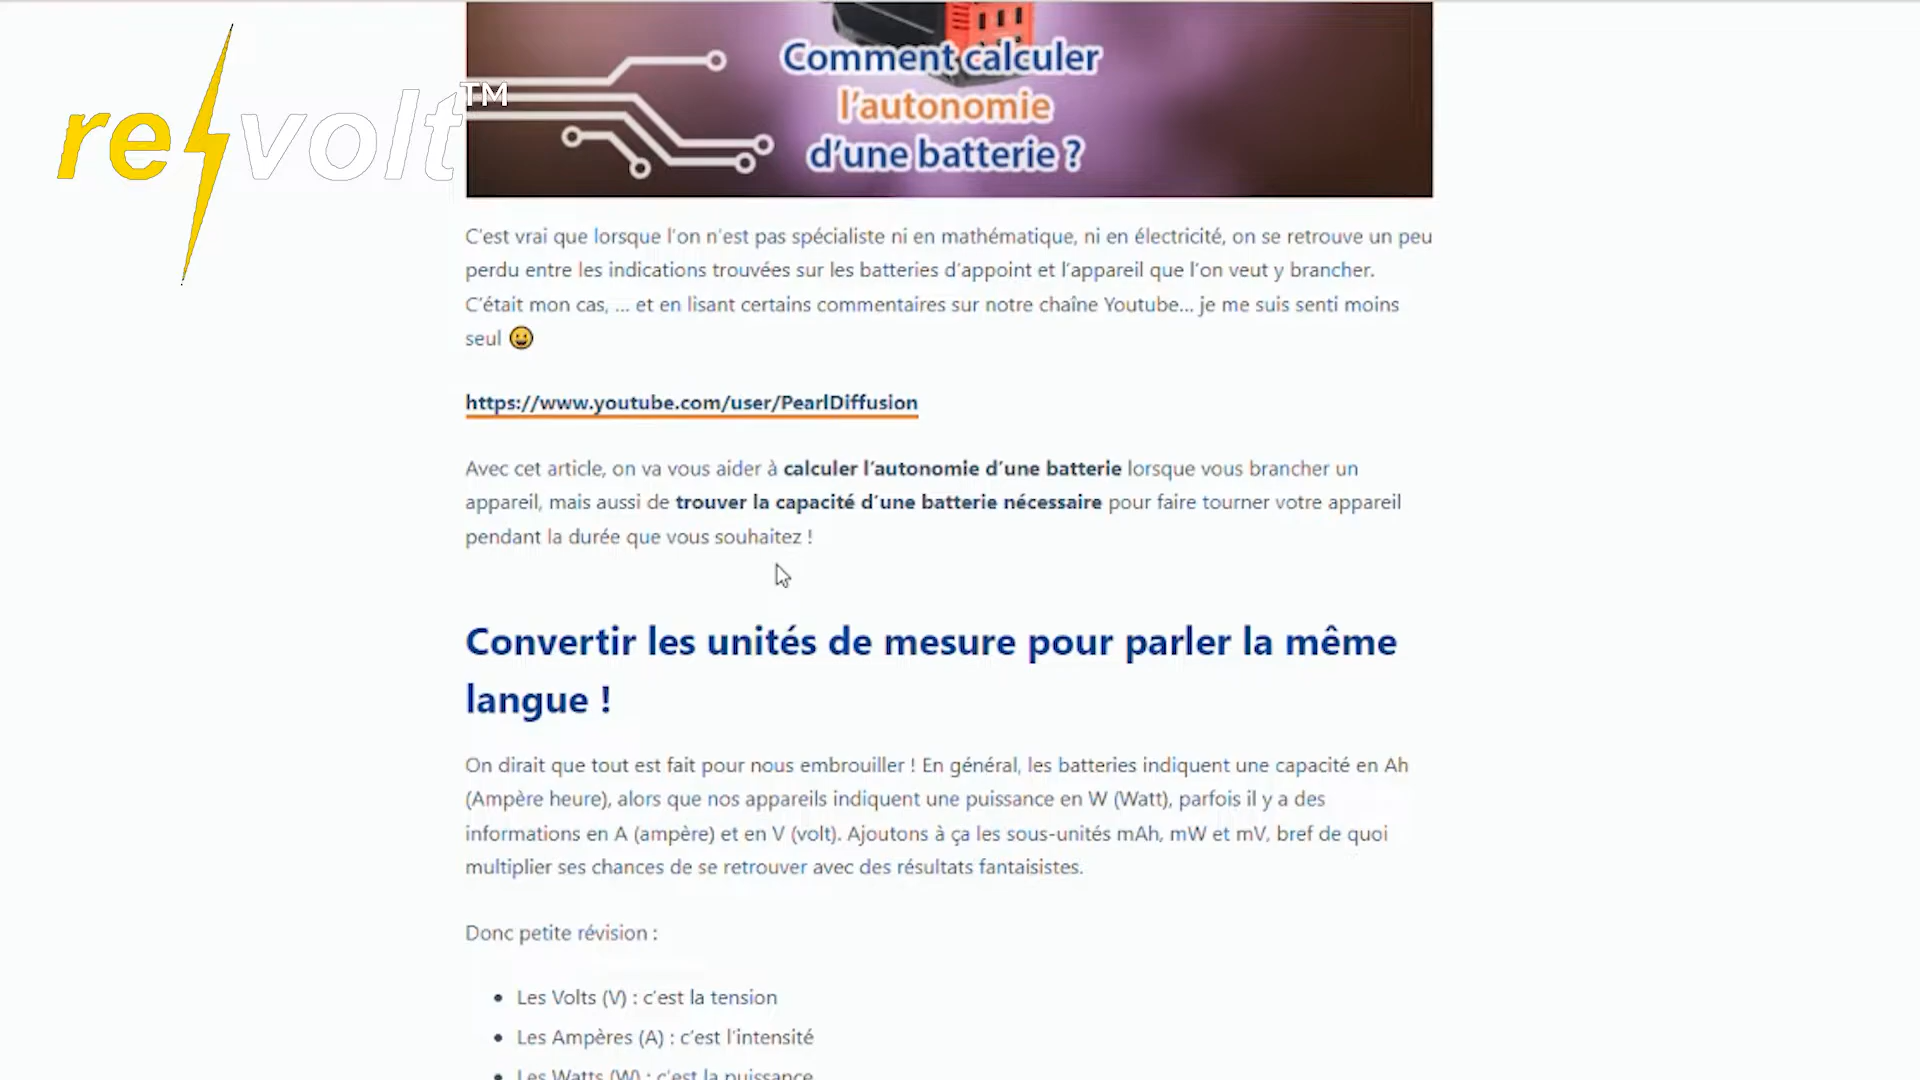 re volt™
Comment calculer
l'autonomie
d'une batterie ?
C'est vrai que lorsque l'on n'est pas spécialiste ni en mathématique, ni en électricité, on se retrouve un peu
perdu entre les indications trouvées sur les batteries d'appoint et l'appareil que l'on veut y brancher.
C'était mon cas, ... et en lisant certains commentaires sur notre chaîne Youtube... je me suis senti moins
seul 😀
https://www.youtube.com/user/PearlDiffusion
Avec cet article, on va vous aider à calculer l'autonomie d'une batterie lorsque vous brancher un
appareil, mais aussi de trouver la capacité d'une batterie nécessaire pour faire tourner votre appareil
pendant la durée que vous souhaitez !
Convertir les unités de mesure pour parler la même
langue !
On dirait que tout est fait pour nous embrouiller ! En général, les batteries indiquent une capacité en Ah
(Ampère heure), alors que nos appareils indiquent une puissance en W (Watt), parfois il y a des
informations en A (ampère) et en V (volt). Ajoutons à ça les sous-unités mAh, mW et mV, bref de quoi
multiplier ses chances de se retrouver avec des résultats fantaisistes.
Donc petite révision :
• Les Volts (V) : c'est la tension
• Les Ampères (A) : c'est l'intensité
• Les Watts (W) : c'est la puissance